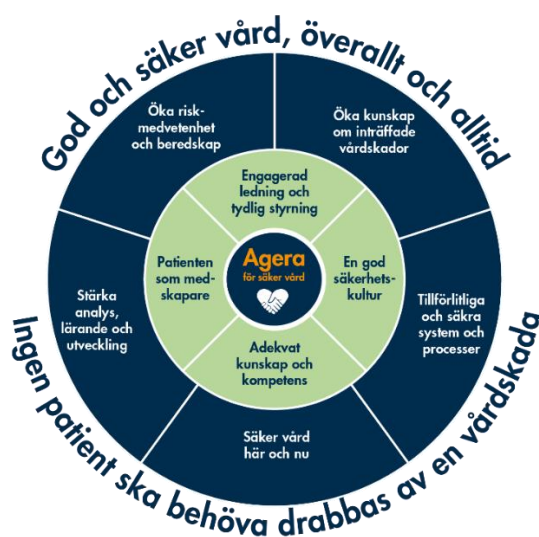 God och säker vård, överallt och alltid
Öka risk-
medvetenhet
och beredskap
Öka kunskap
om inträffade
vårdskador
Engagerad
ledning och
tydlig styrning
Patienten
som med-
skapare
Agera
för säker vård
En god
säkerhets-
kultur
Stärka
analys,
lärande och
utveckling
Tillförlitliga
och säkra
system och
processer
Adekvat
kunskap och
kompetens
Säker vård
här och nu
Ingen patient ska behöva drabbas av en vårdskada